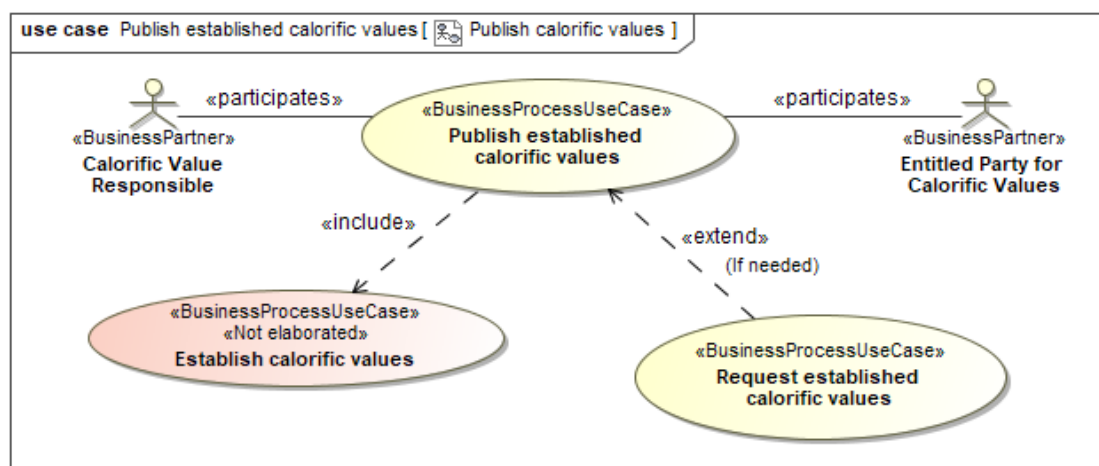 use case Publish established calorific values [ Publish calorific values ]
«participates»
«BusinessPartner»
Calorific Value
Responsible
«BusinessProcessUseCase»
Publish established
calorific values
«participates»
«BusinessPartner»
Entitled Party for
Calorific Values
«include»
«extend»
(If needed)
«BusinessProcessUseCase»
«Not elaborated»
Establish calorific values
«BusinessProcessUseCase»
Request established
calorific values